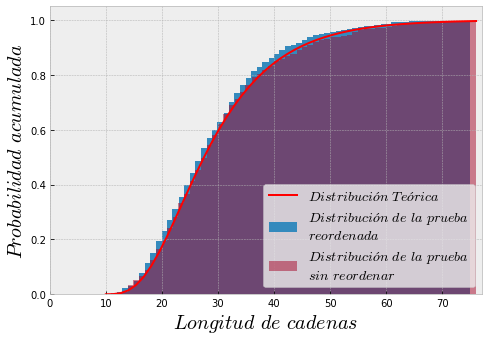 Probabilidad acumulada
1.0
0.8
0.6
0.4
0.2
0.0
Distribución Teórica
Distribución de la prueba
reordenada
Distribución de la prueba
sin reordenar
0 10 20 30 40 50 60 70
Longitud de cadenas